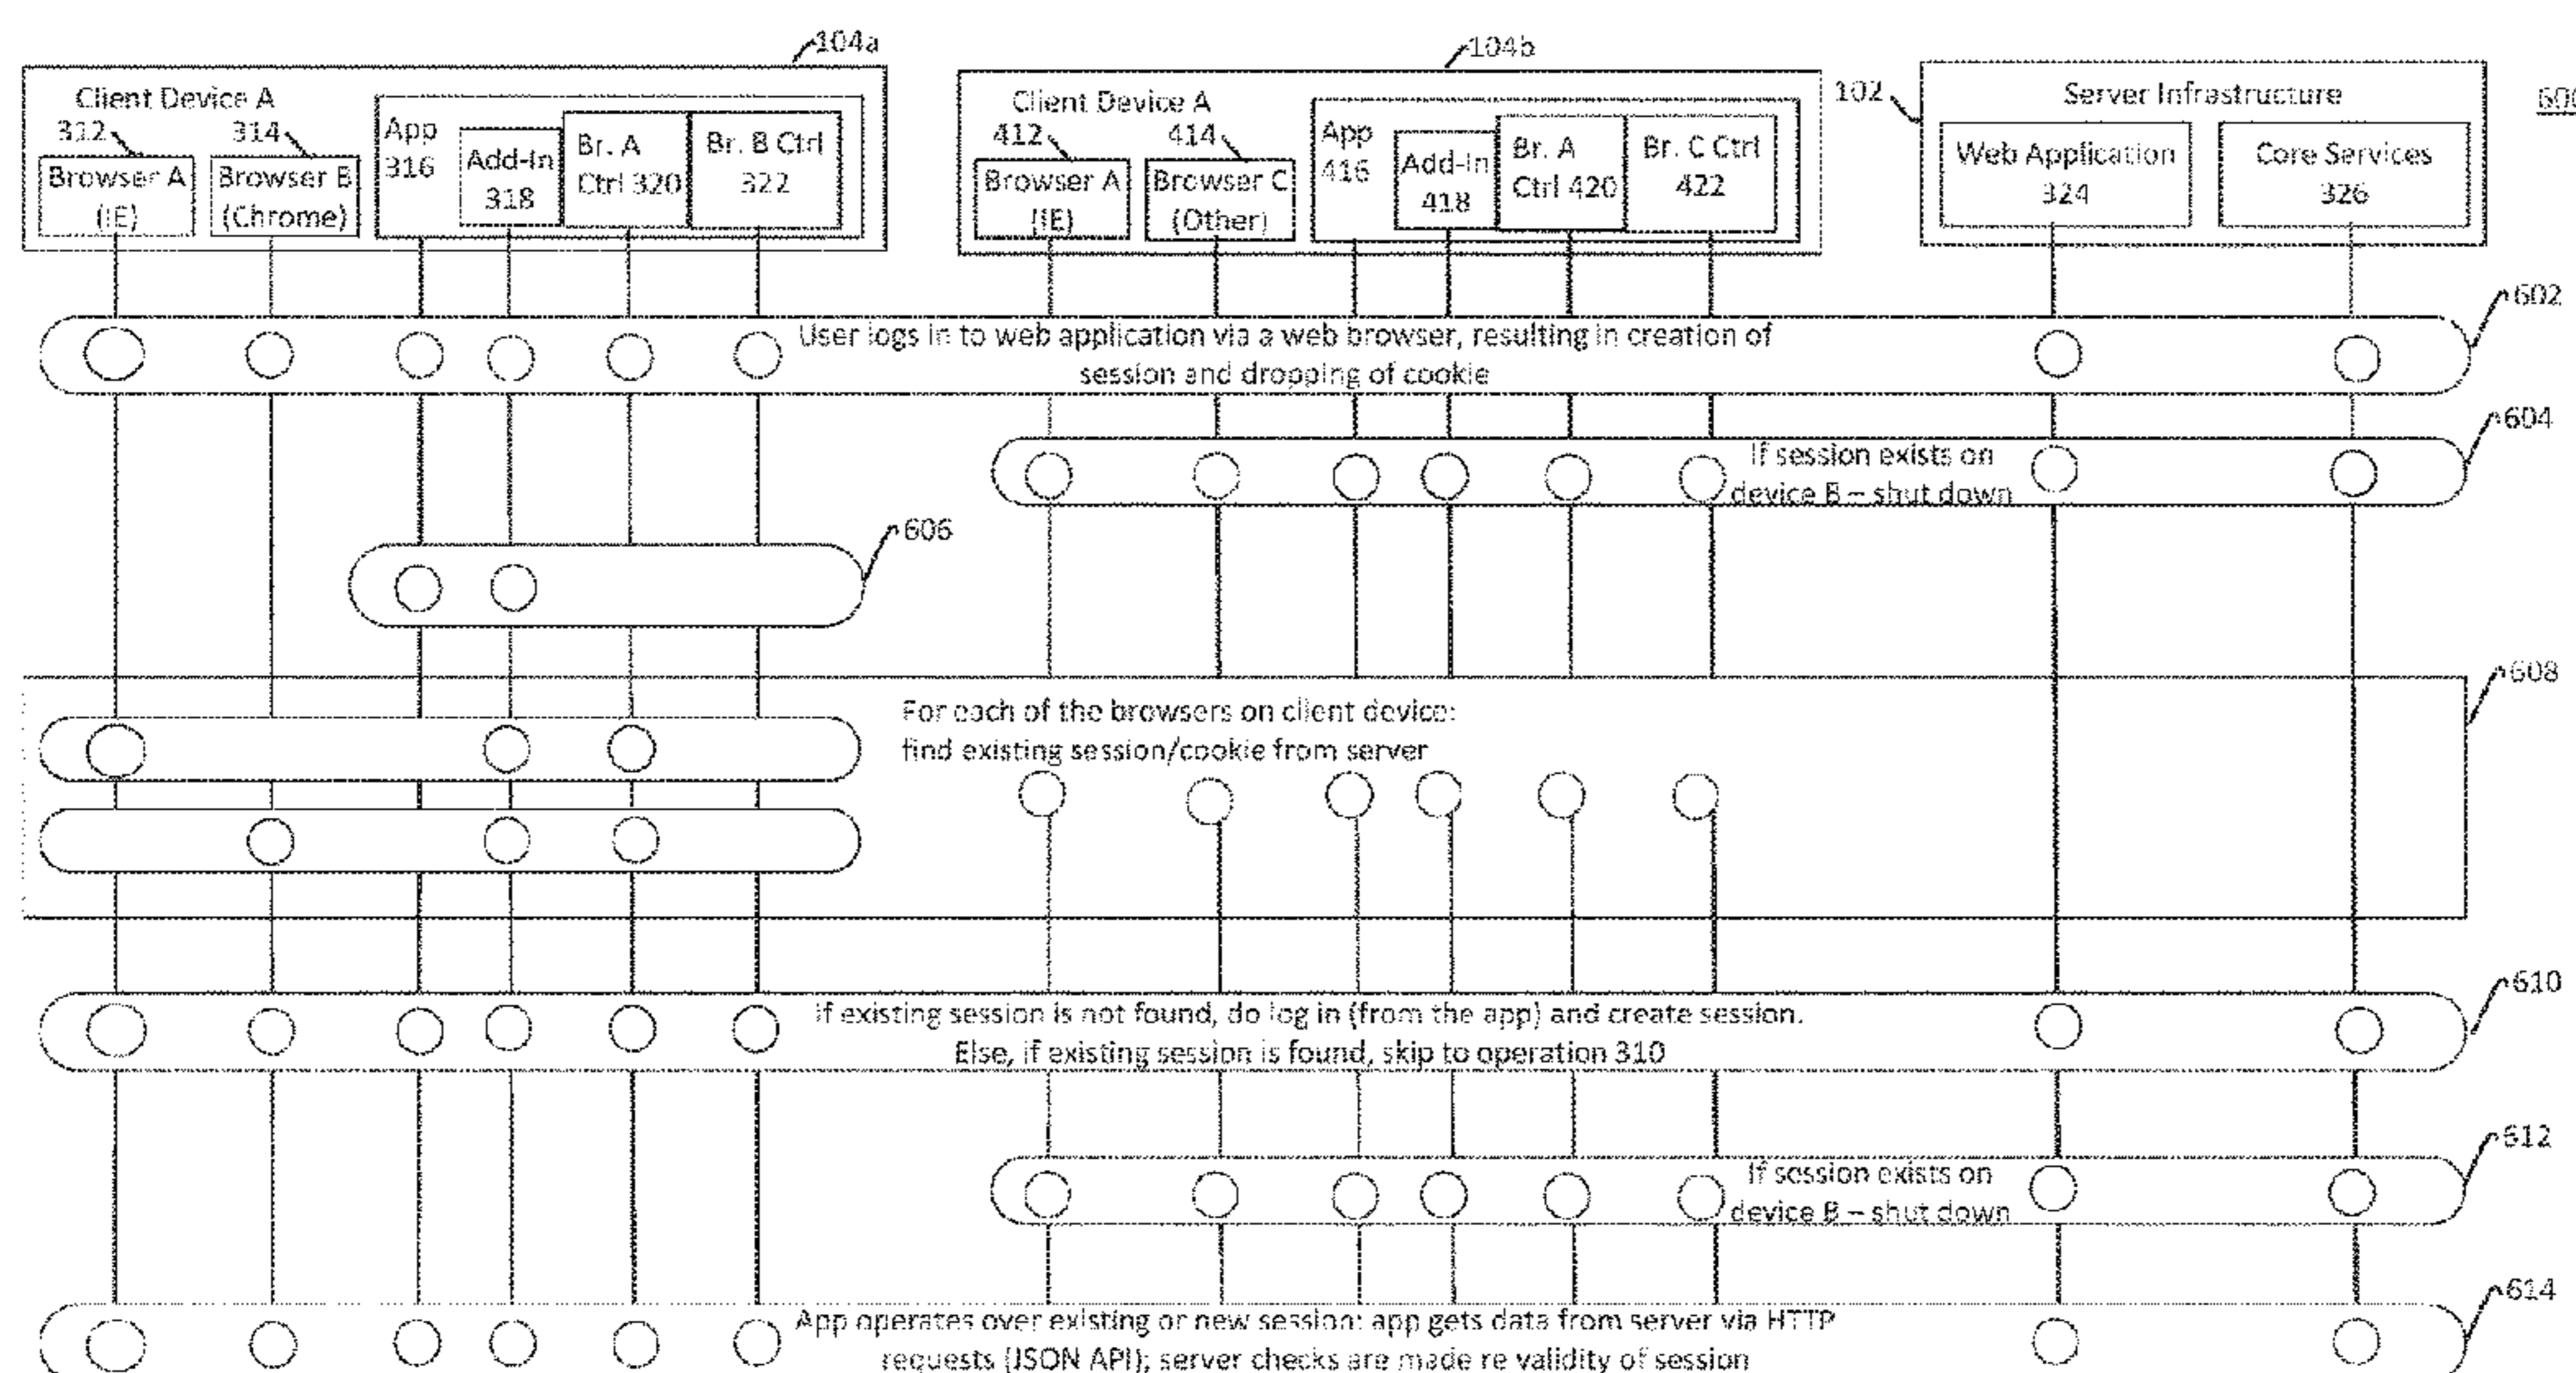 104a
104b
Client Device A
312
314
Browser A
(IE)
Browser B
(Chrome)
App
316
Add-In
318
Br. A
Ctrl 320
Br. B Ctrl
322
Client Device A
412
414
Browser A
(IE)
Browser C
(Other)
App
416
Add-In
418
Br. A
Ctrl 420
Br. C Ctrl
422
102
Server Infrastructure
Web Application
324
Core Services
326
602
User logs in to web application via a web browser, resulting in creation of
session and dropping of cookie
604
If session exists on
device B – shut down
606
608
For each of the browsers on client device:
find existing session/cookie from server
610
If existing session is not found, do log in (from the app) and create session.
Else, if existing session is found, skip to operation 310
612
If session exists on
device B – shut down
614
App operates over existing or new session: app gets data from server via HTTP
requests (JSON API); server checks are made re validity of session